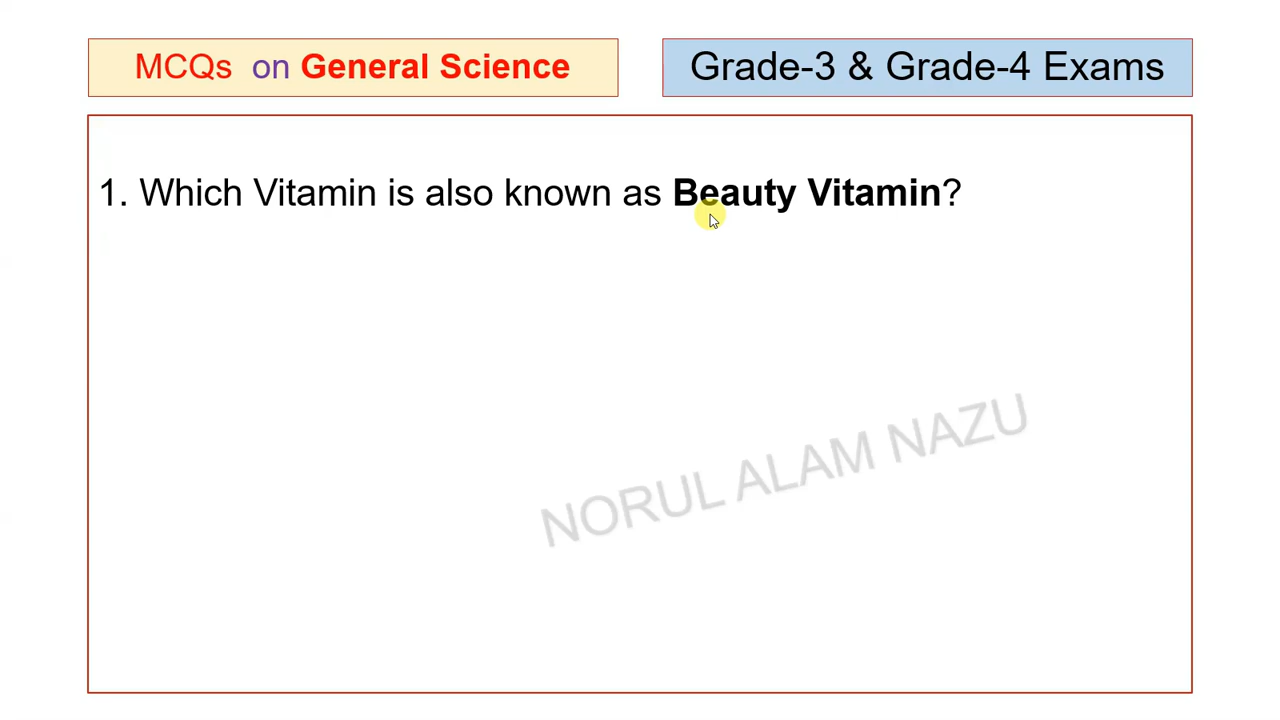 MCQs on General Science
Grade-3 & Grade-4 Exams
1. Which Vitamin is also known as Beauty Vitamin?
NORUL ALAM NAZU